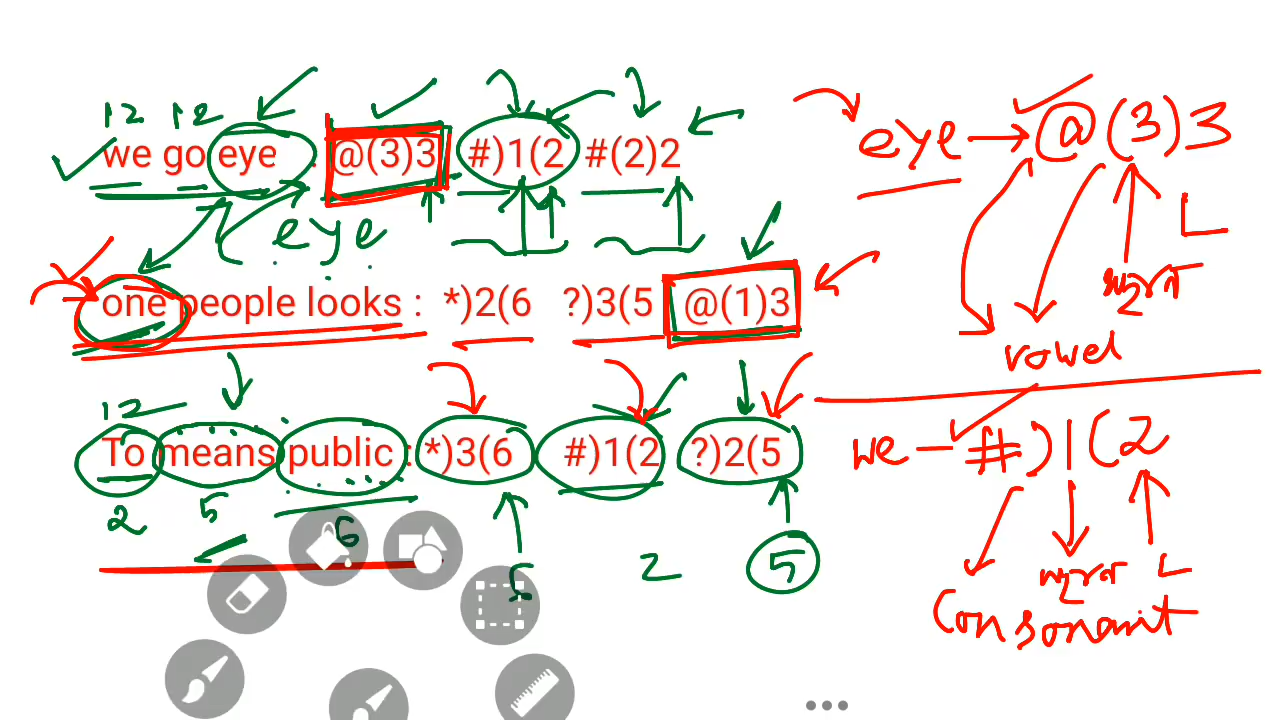 12 12
we go eye : @(3)3 #)1(2 #(2)2
eye → @(3)3
( eye
L
one people looks : *)2(6 ?)3(5 @(1)3
vowel
12
To means public : *)3(6 #)1(2 ?)2(5
we - #)1(2
2 5 6
5 2 5
L
Consonant